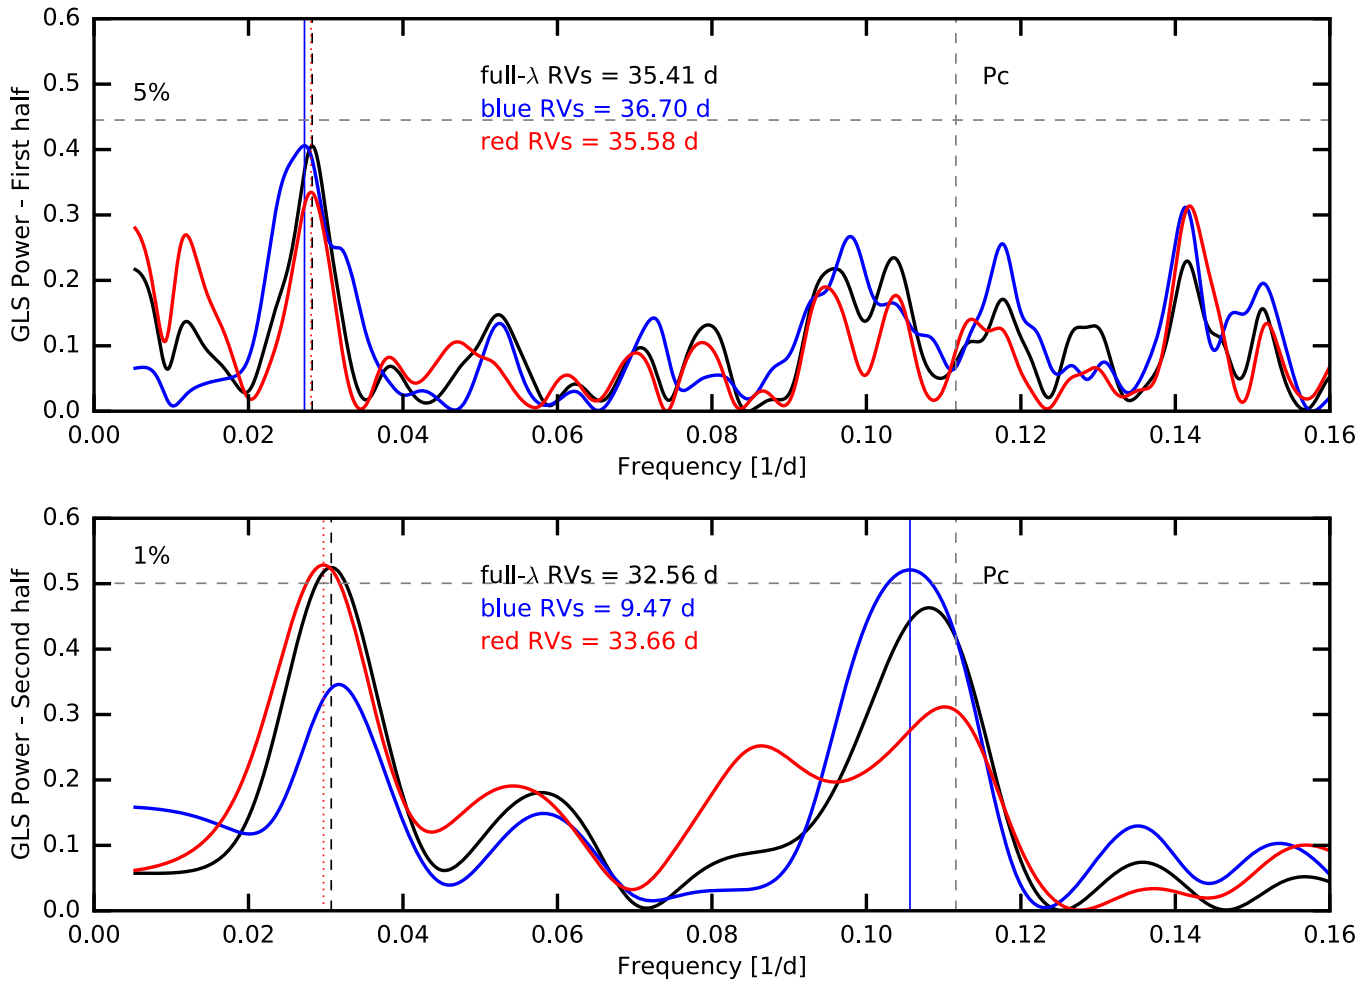 GLS Power - First half
0.6
0.5
0.4
0.3
0.2
0.1
0.0
5%
full-λ RVs = 35.41 d
blue RVs = 36.70 d
red RVs = 35.58 d
Pc
0.00 0.02 0.04 0.06 0.08 0.10 0.12 0.14 0.16
Frequency [1/d]
GLS Power - Second half
0.6
0.5
0.4
0.3
0.2
0.1
0.0
1%
full-λ RVs = 32.56 d
blue RVs = 9.47 d
red RVs = 33.66 d
Pc
0.00 0.02 0.04 0.06 0.08 0.10 0.12 0.14 0.16
Frequency [1/d]